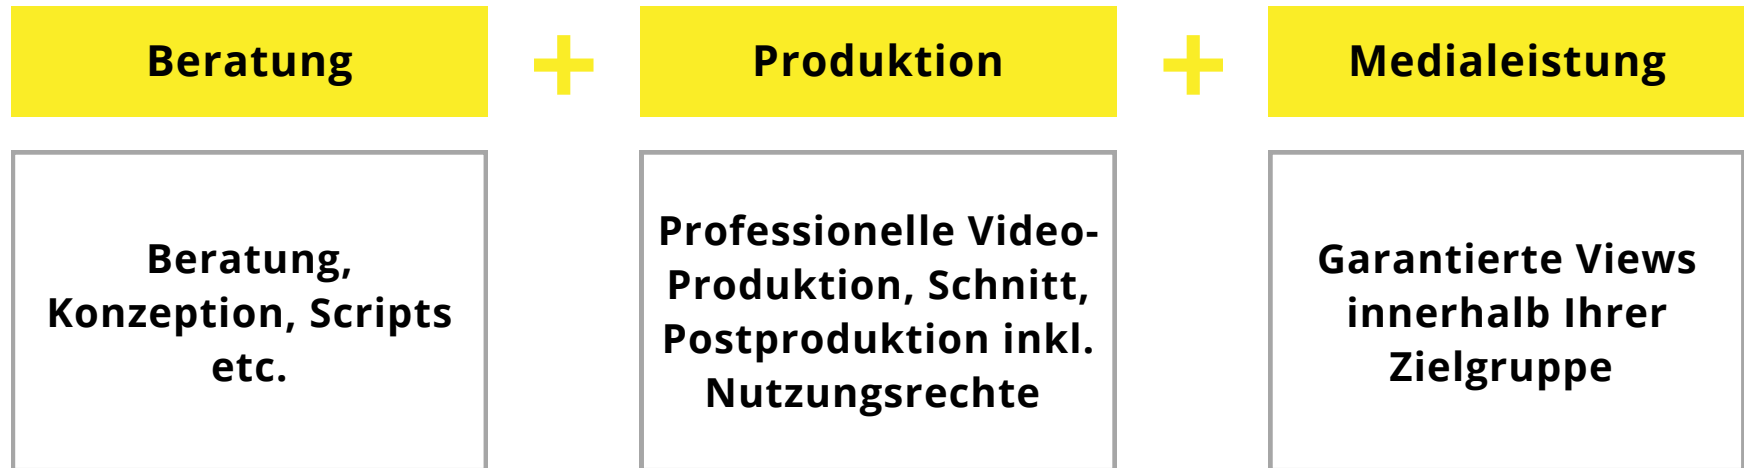 Beratung
+
Produktion
+
Medialeistung
Beratung,
Konzeption, Scripts
etc.
Professionelle Video-
Produktion, Schnitt,
Postproduktion inkl.
Nutzungsrechte
Garantierte Views
innerhalb Ihrer
Zielgruppe